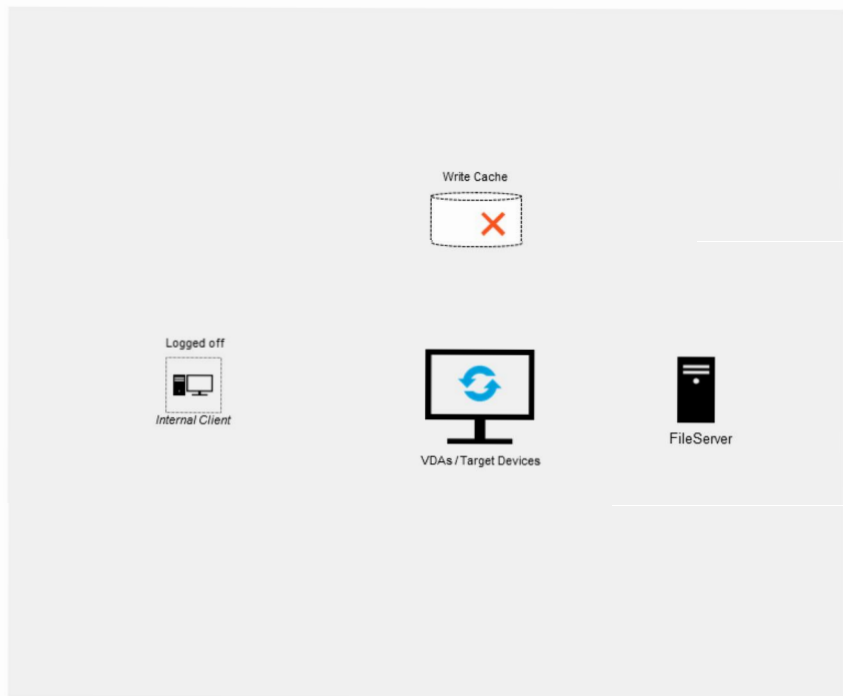 Write Cache
Logged off
Internal Client
VDAs / Target Devices
FileServer